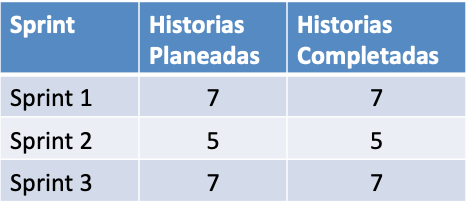 Sprint Historias Planeadas Historias Completadas
Sprint 1 7 7
Sprint 2 5 5
Sprint 3 7 7